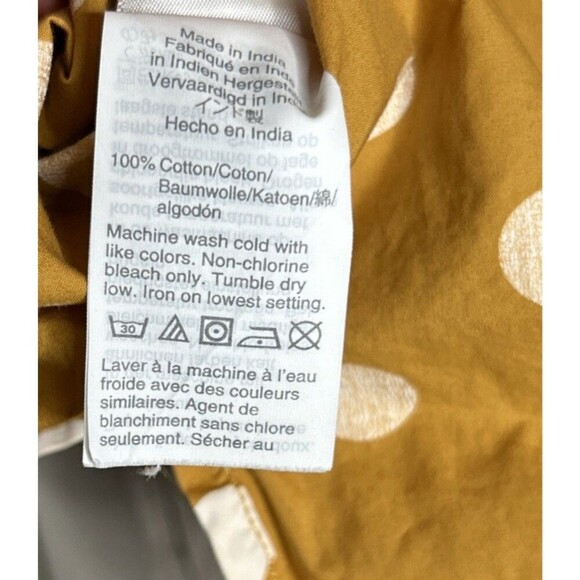 Made in India
Fabriqué en Inde
in Indien Hergestellt
Vervaardigd in India
インド製
Hecho en India
100% Cotton/Coton/
Baumwolle/Katoen/綿/
algodón
Machine wash cold with
like colors. Non-chlorine
bleach only. Tumble dry
low. Iron on lowest setting.
30
Laver à la machine à l'eau
froide avec des couleurs
similaires. Agent de
blanchiment sans chlore
seulement. Sécher au